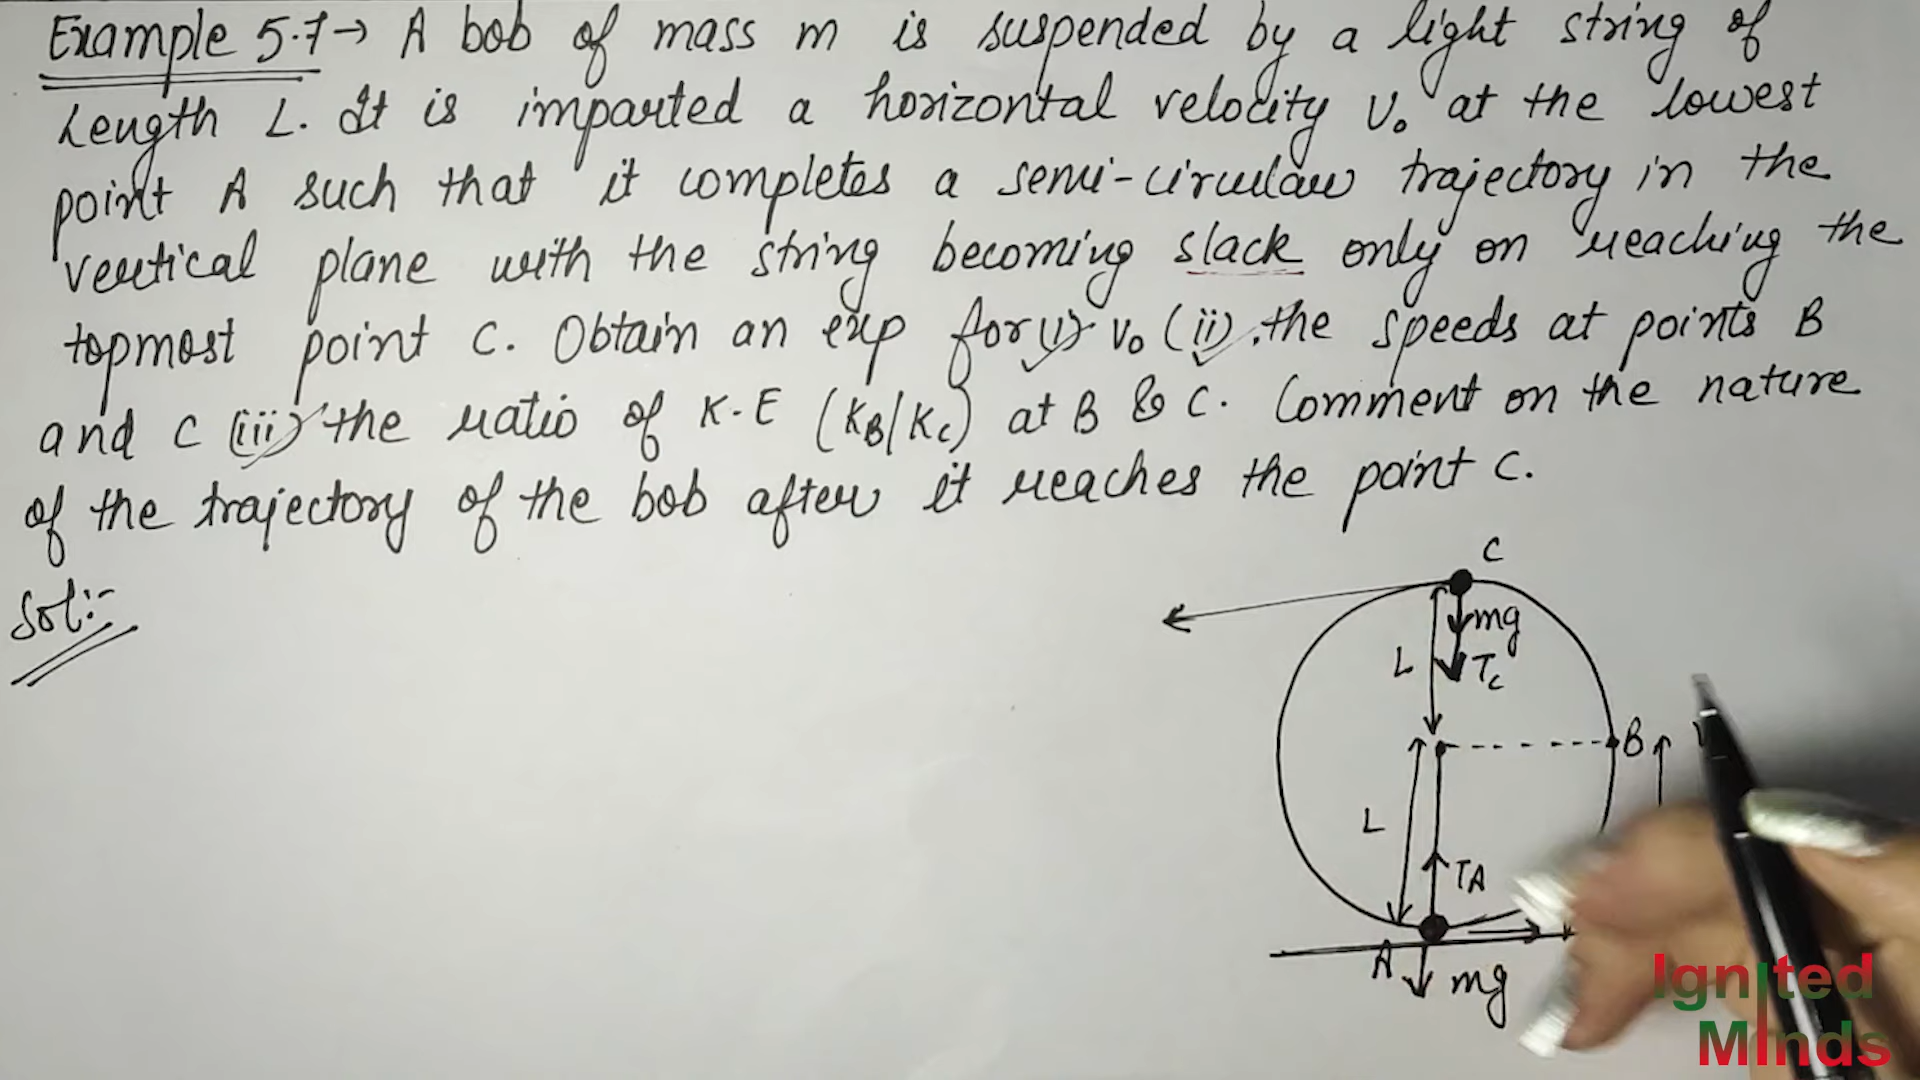 Example 5.7→ A bob of mass m is suspended by a light string of
Length L. It is imparted a horizontal velocity v₀ at the lowest
point A such that it completes a semi-circular trajectory in the
vertical plane with the string becoming slack only on reaching the
topmost point C. Obtain an exp for (i) v₀ (ii) the speeds at points B
and C (iii) the ratio of K.E (KB/Kc) at B & C. Comment on the nature
of the trajectory of the bob after it reaches the point C.
Sol:-
C
mg
L
Tc
B
L
TA
A
mg
Ignited
Minds